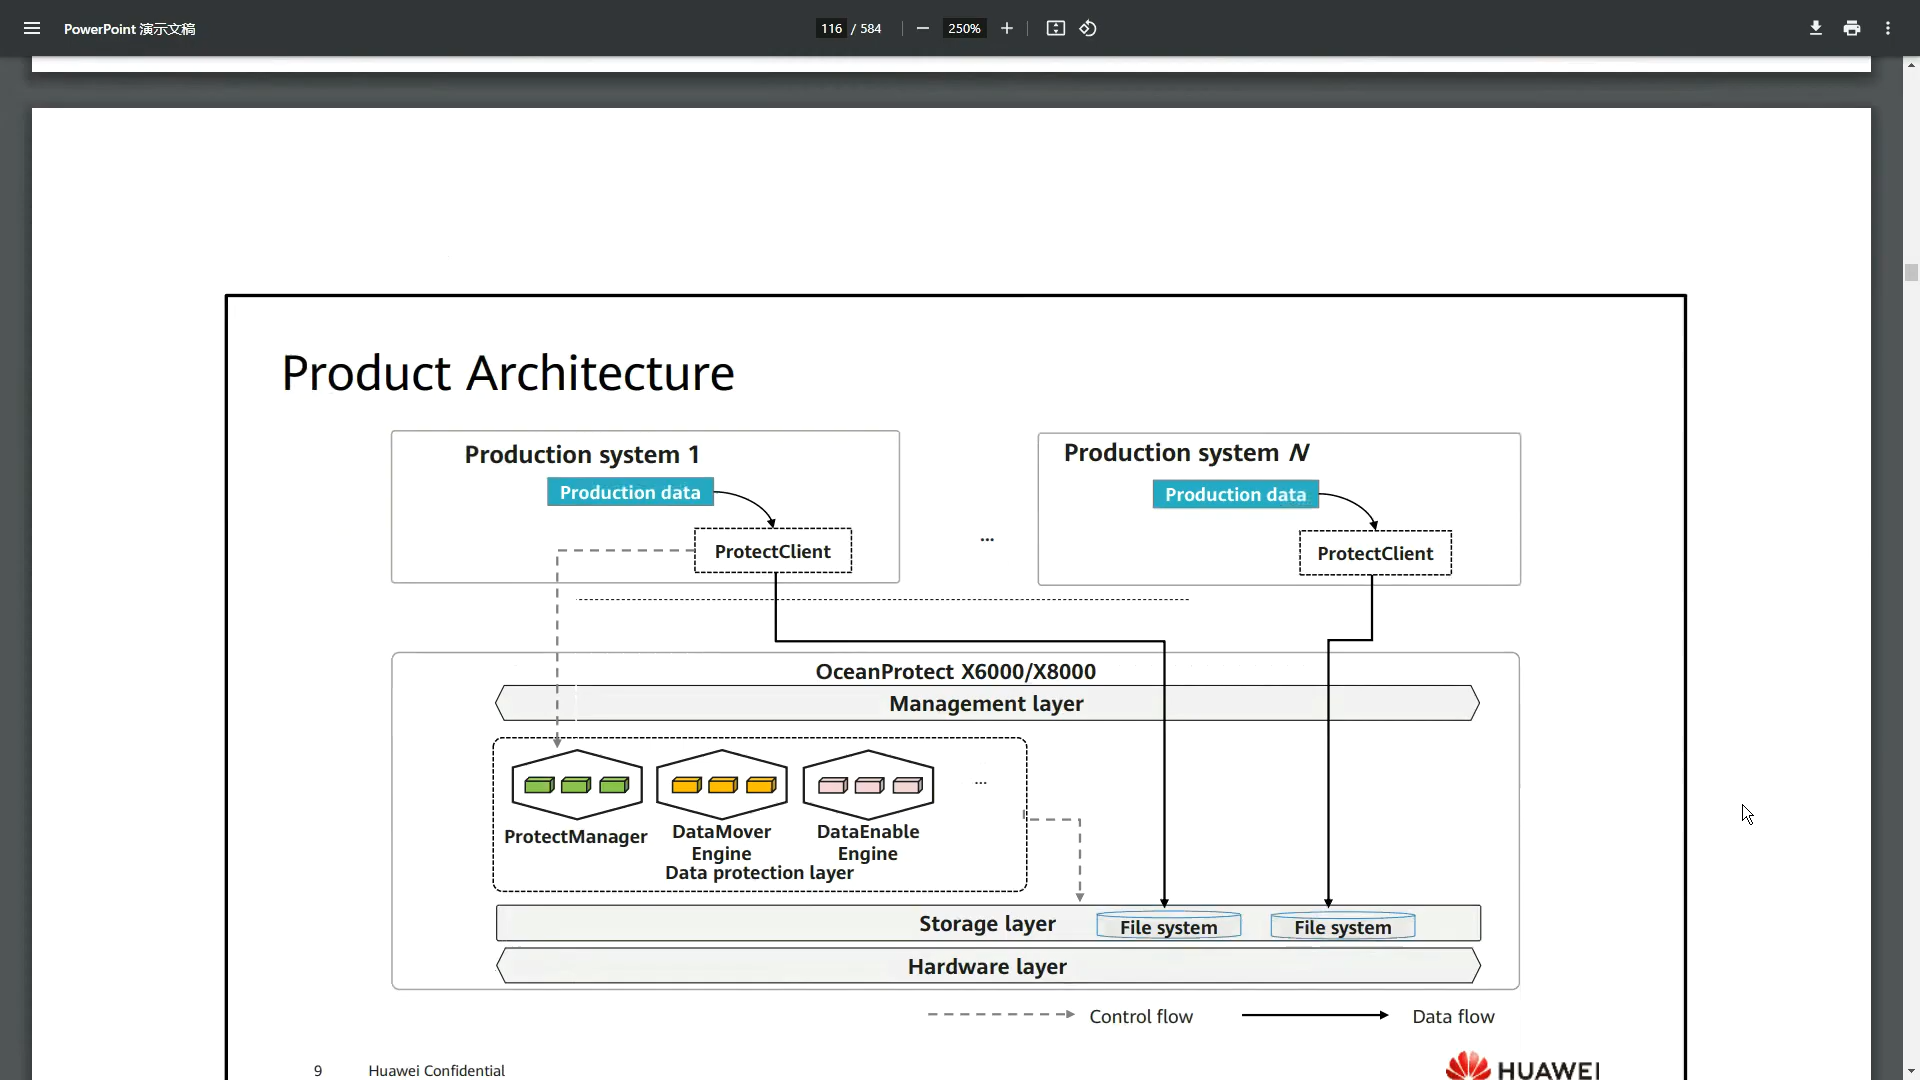 PowerPoint 演示文稿
116 / 584
250%
Product Architecture
Production system 1
Production data
ProtectClient
...
Production system N
Production data
ProtectClient
OceanProtect X6000/X8000
Management layer
ProtectManager
DataMover
Engine
DataEnable
Engine
...
Data protection layer
Storage layer
File system
File system
Hardware layer
Control flow
Data flow
9
Huawei Confidential
HUAWEI